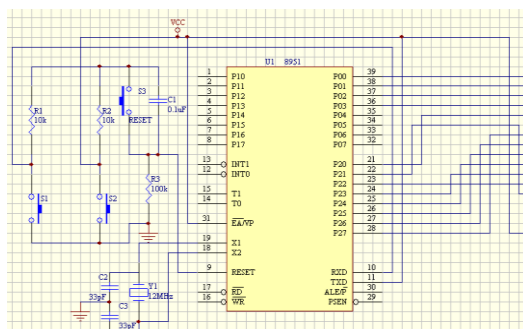 VCC
U1 8951
1 P10 P00 39
2 P11 P01 38
3 P12 P02 37
4 P13 P03 36
5 P14 P04 35
6 P15 P05 34
7 P16 P06 33
8 P17 P07 32
13 INT1 P20 21
12 INT0 P21 22
P22 23
15 T1 P23 24
14 T0 P24 25
P25 26
31 EA/VP P26 27
P27 28
19 X1
18 X2
9 RESET RXD 10
TXD 11
17 RD ALE/P 30
16 WR PSEN 29
R1
10k
R2
10k
S3
RESET
C1
0.1uF
R3
100k
S1
S2
C2
33pF
Y1
12MHz
C3
33pF